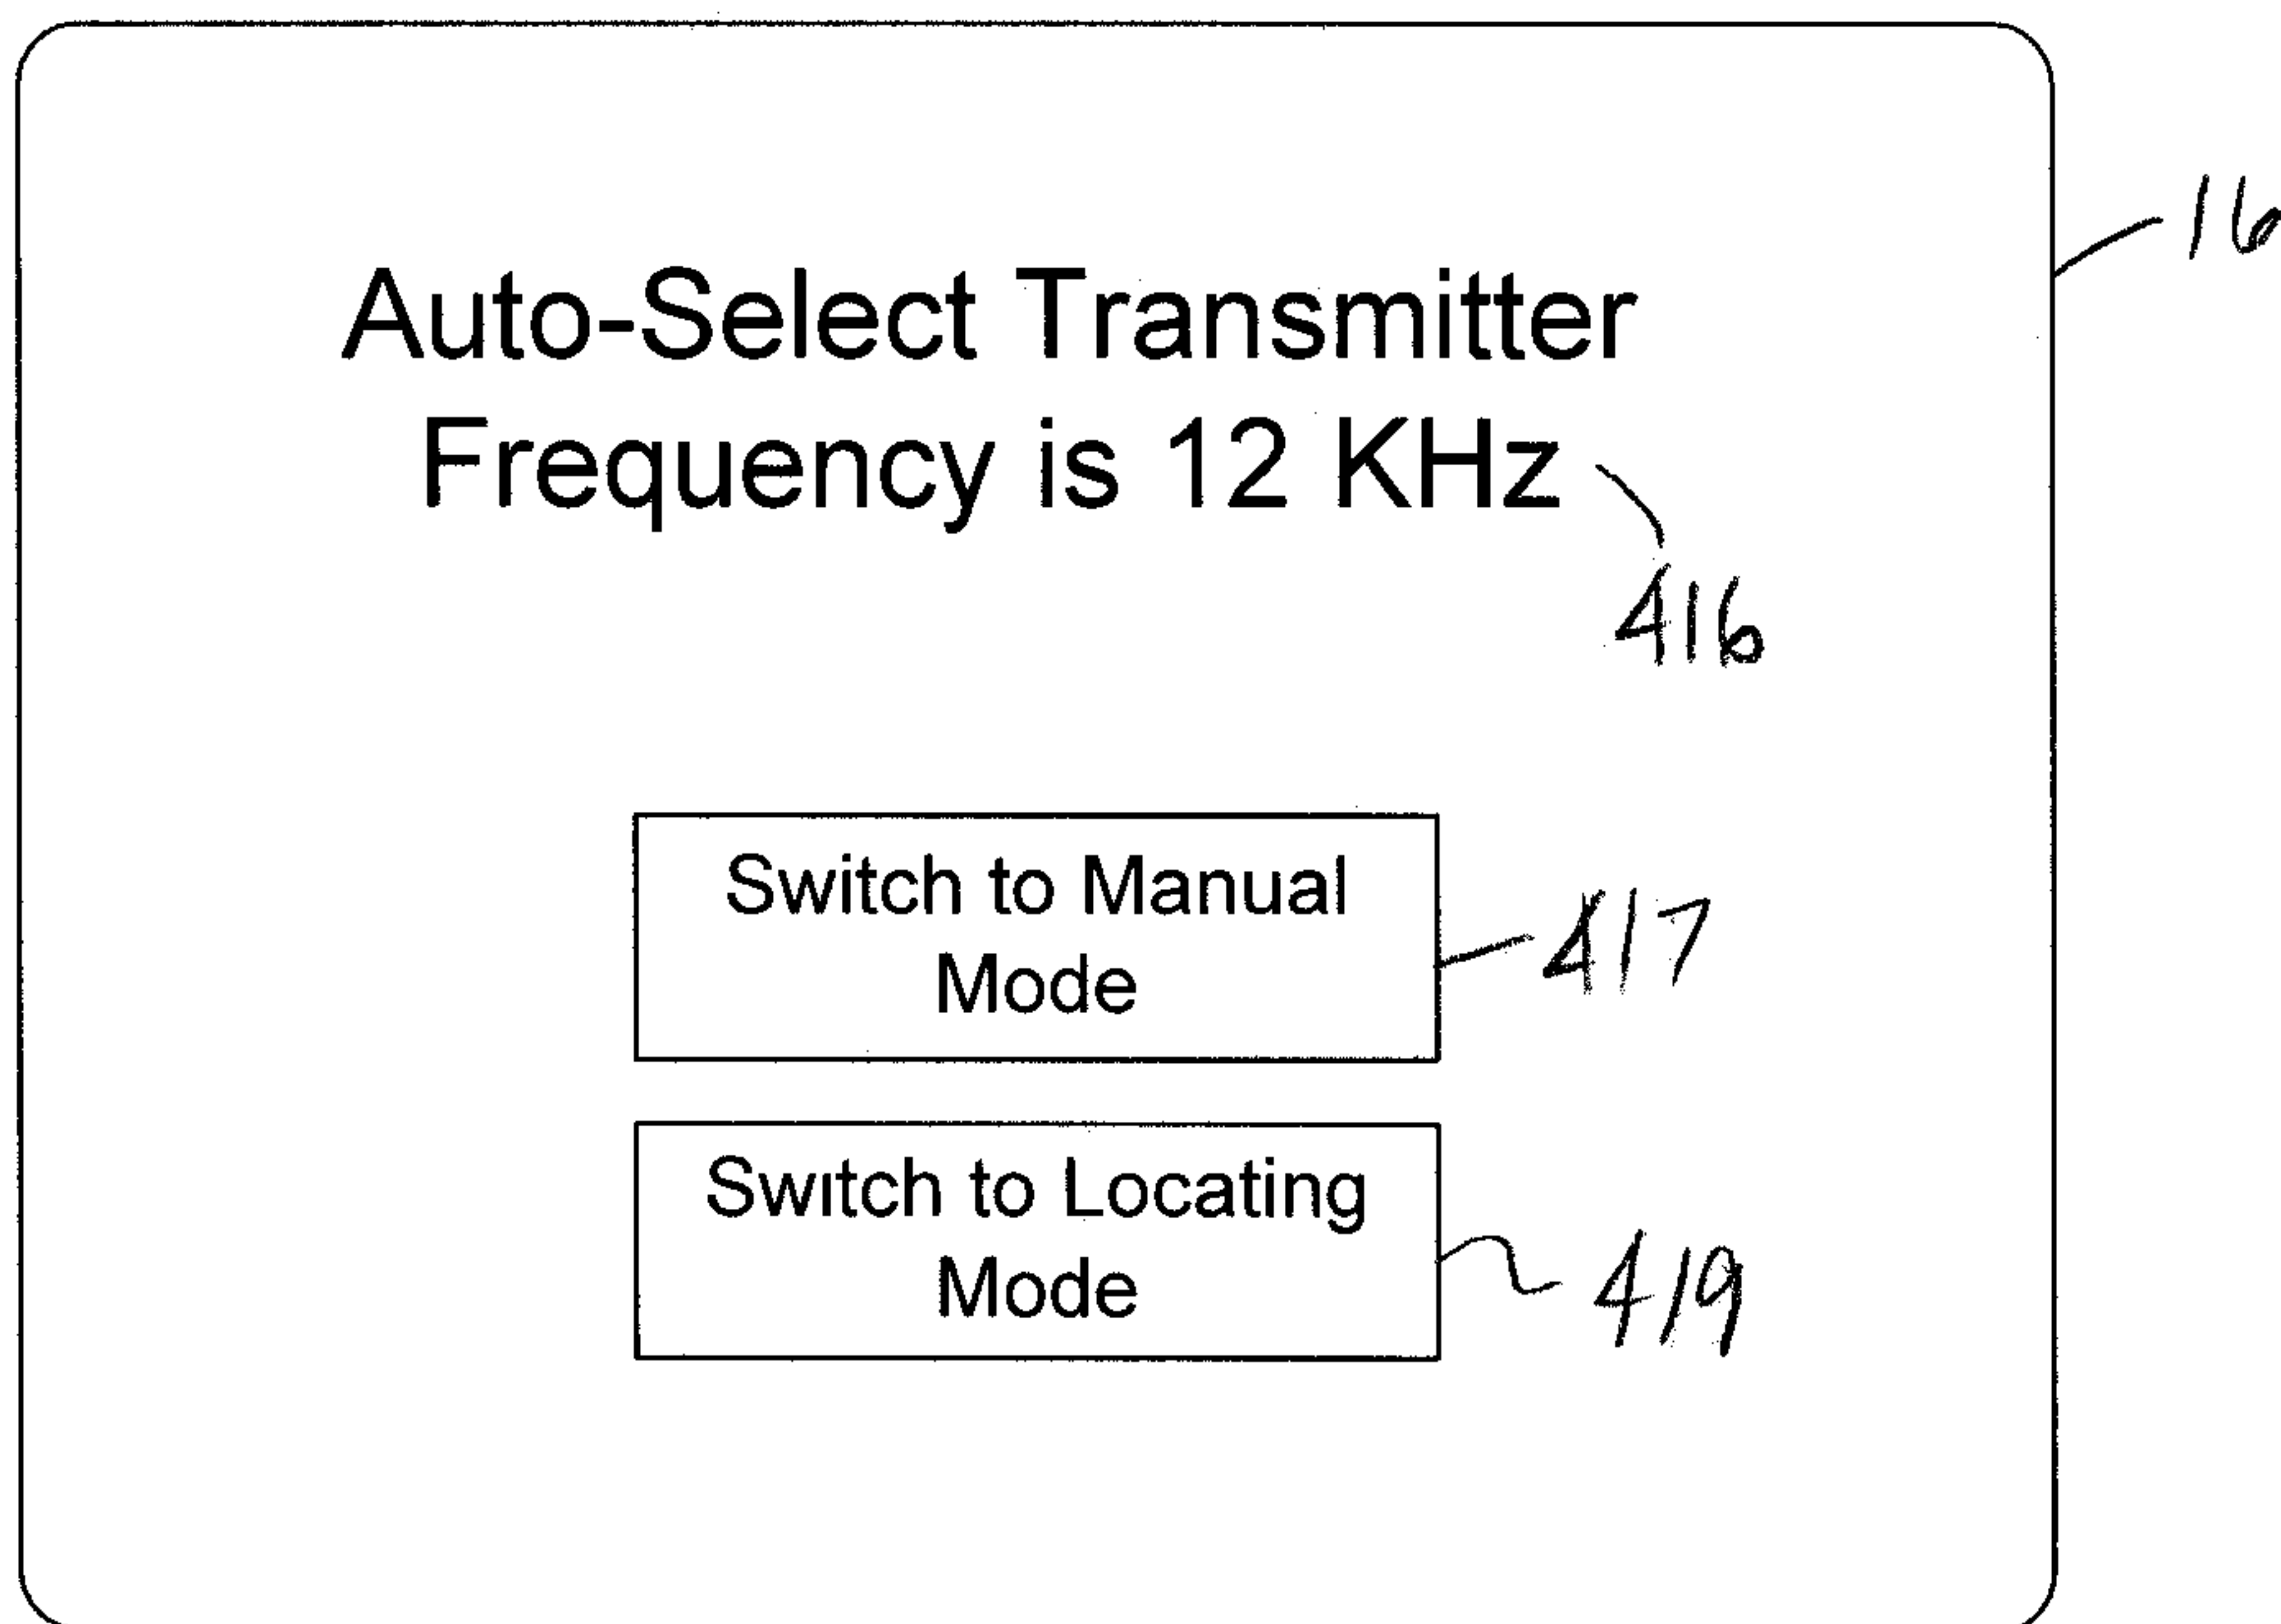 16
Auto-Select Transmitter
Frequency is 12 KHz
416
Switch to Manual
Mode
417
Switch to Locating
Mode
419